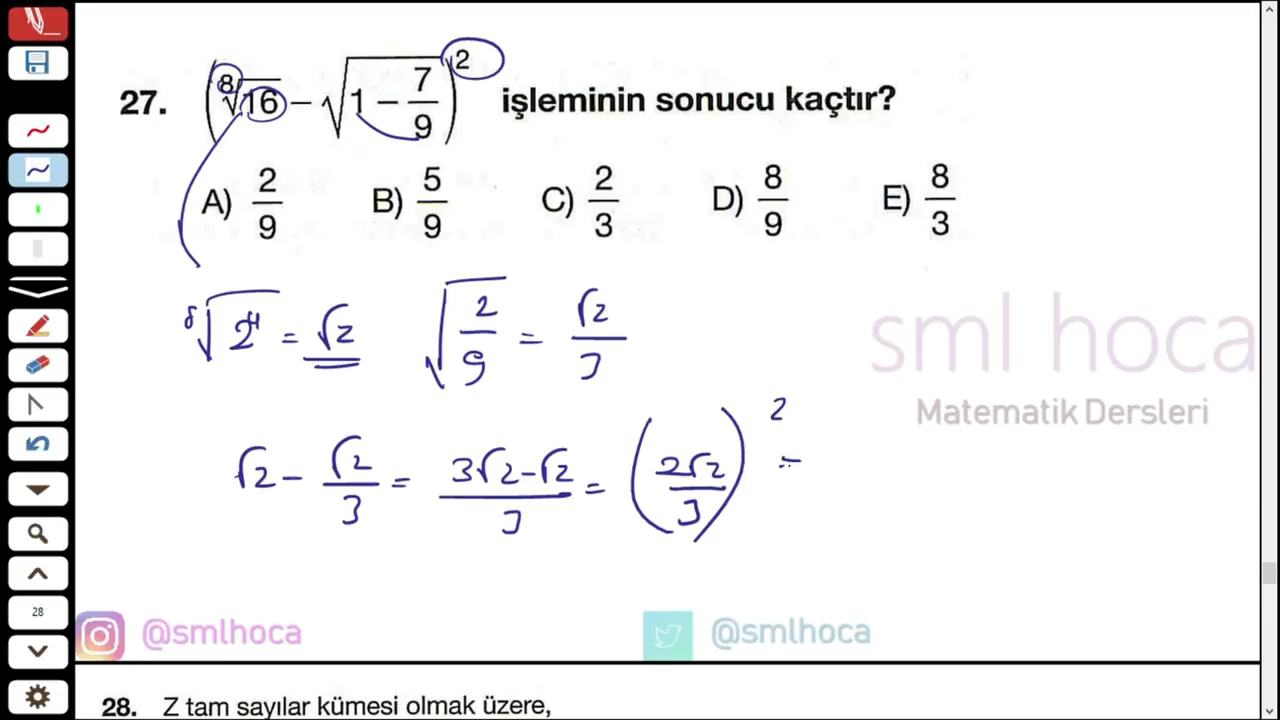 27. (⁸√16 − √(1 − 7/9))² işleminin sonucu kaçtır?
A) 2/9 B) 5/9 C) 2/3 D) 8/9 E) 8/3
⁸√2⁴ = √2 √(2/9) = √2/3
√2 − √2/3 = (3√2 − √2)/3 = (2√2/3)² =
sml hoca
Matematik Dersleri
@smlhoca @smlhoca
28
28. Z tam sayılar kümesi olmak üzere,